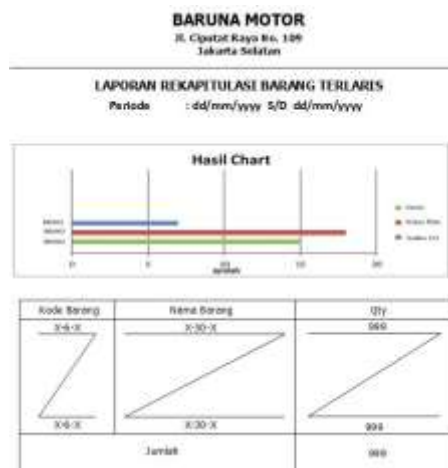 BARUNA MOTOR
Jl. Ciputat Raya No. 109
Jakarta Selatan
LAPORAN REKAPITULASI BARANG TERLARIS
Periode : dd/mm/yyyy S/D dd/mm/yyyy
Hasil Chart
0 5 10 15 20
Kode Barang Nama Barang Qty
X-6-X X-30-X 999
X-6-X X-30-X 999
Jumlah 999